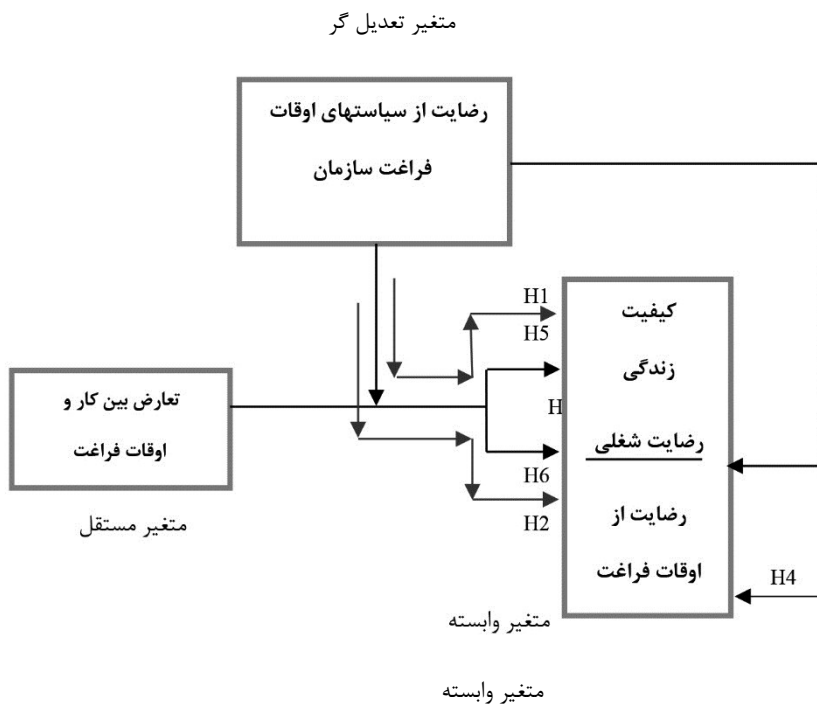 متغیر تعدیل گر
رضایت از سیاستهای اوقات
فراغت سازمان
H1
H5
کیفیت
زندگی
تعارض بین کار و
اوقات فراغت
H
رضایت شغلی
H6
H2
رضایت از
اوقات فراغت
H4
متغیر مستقل
متغیر وابسته
متغیر وابسته